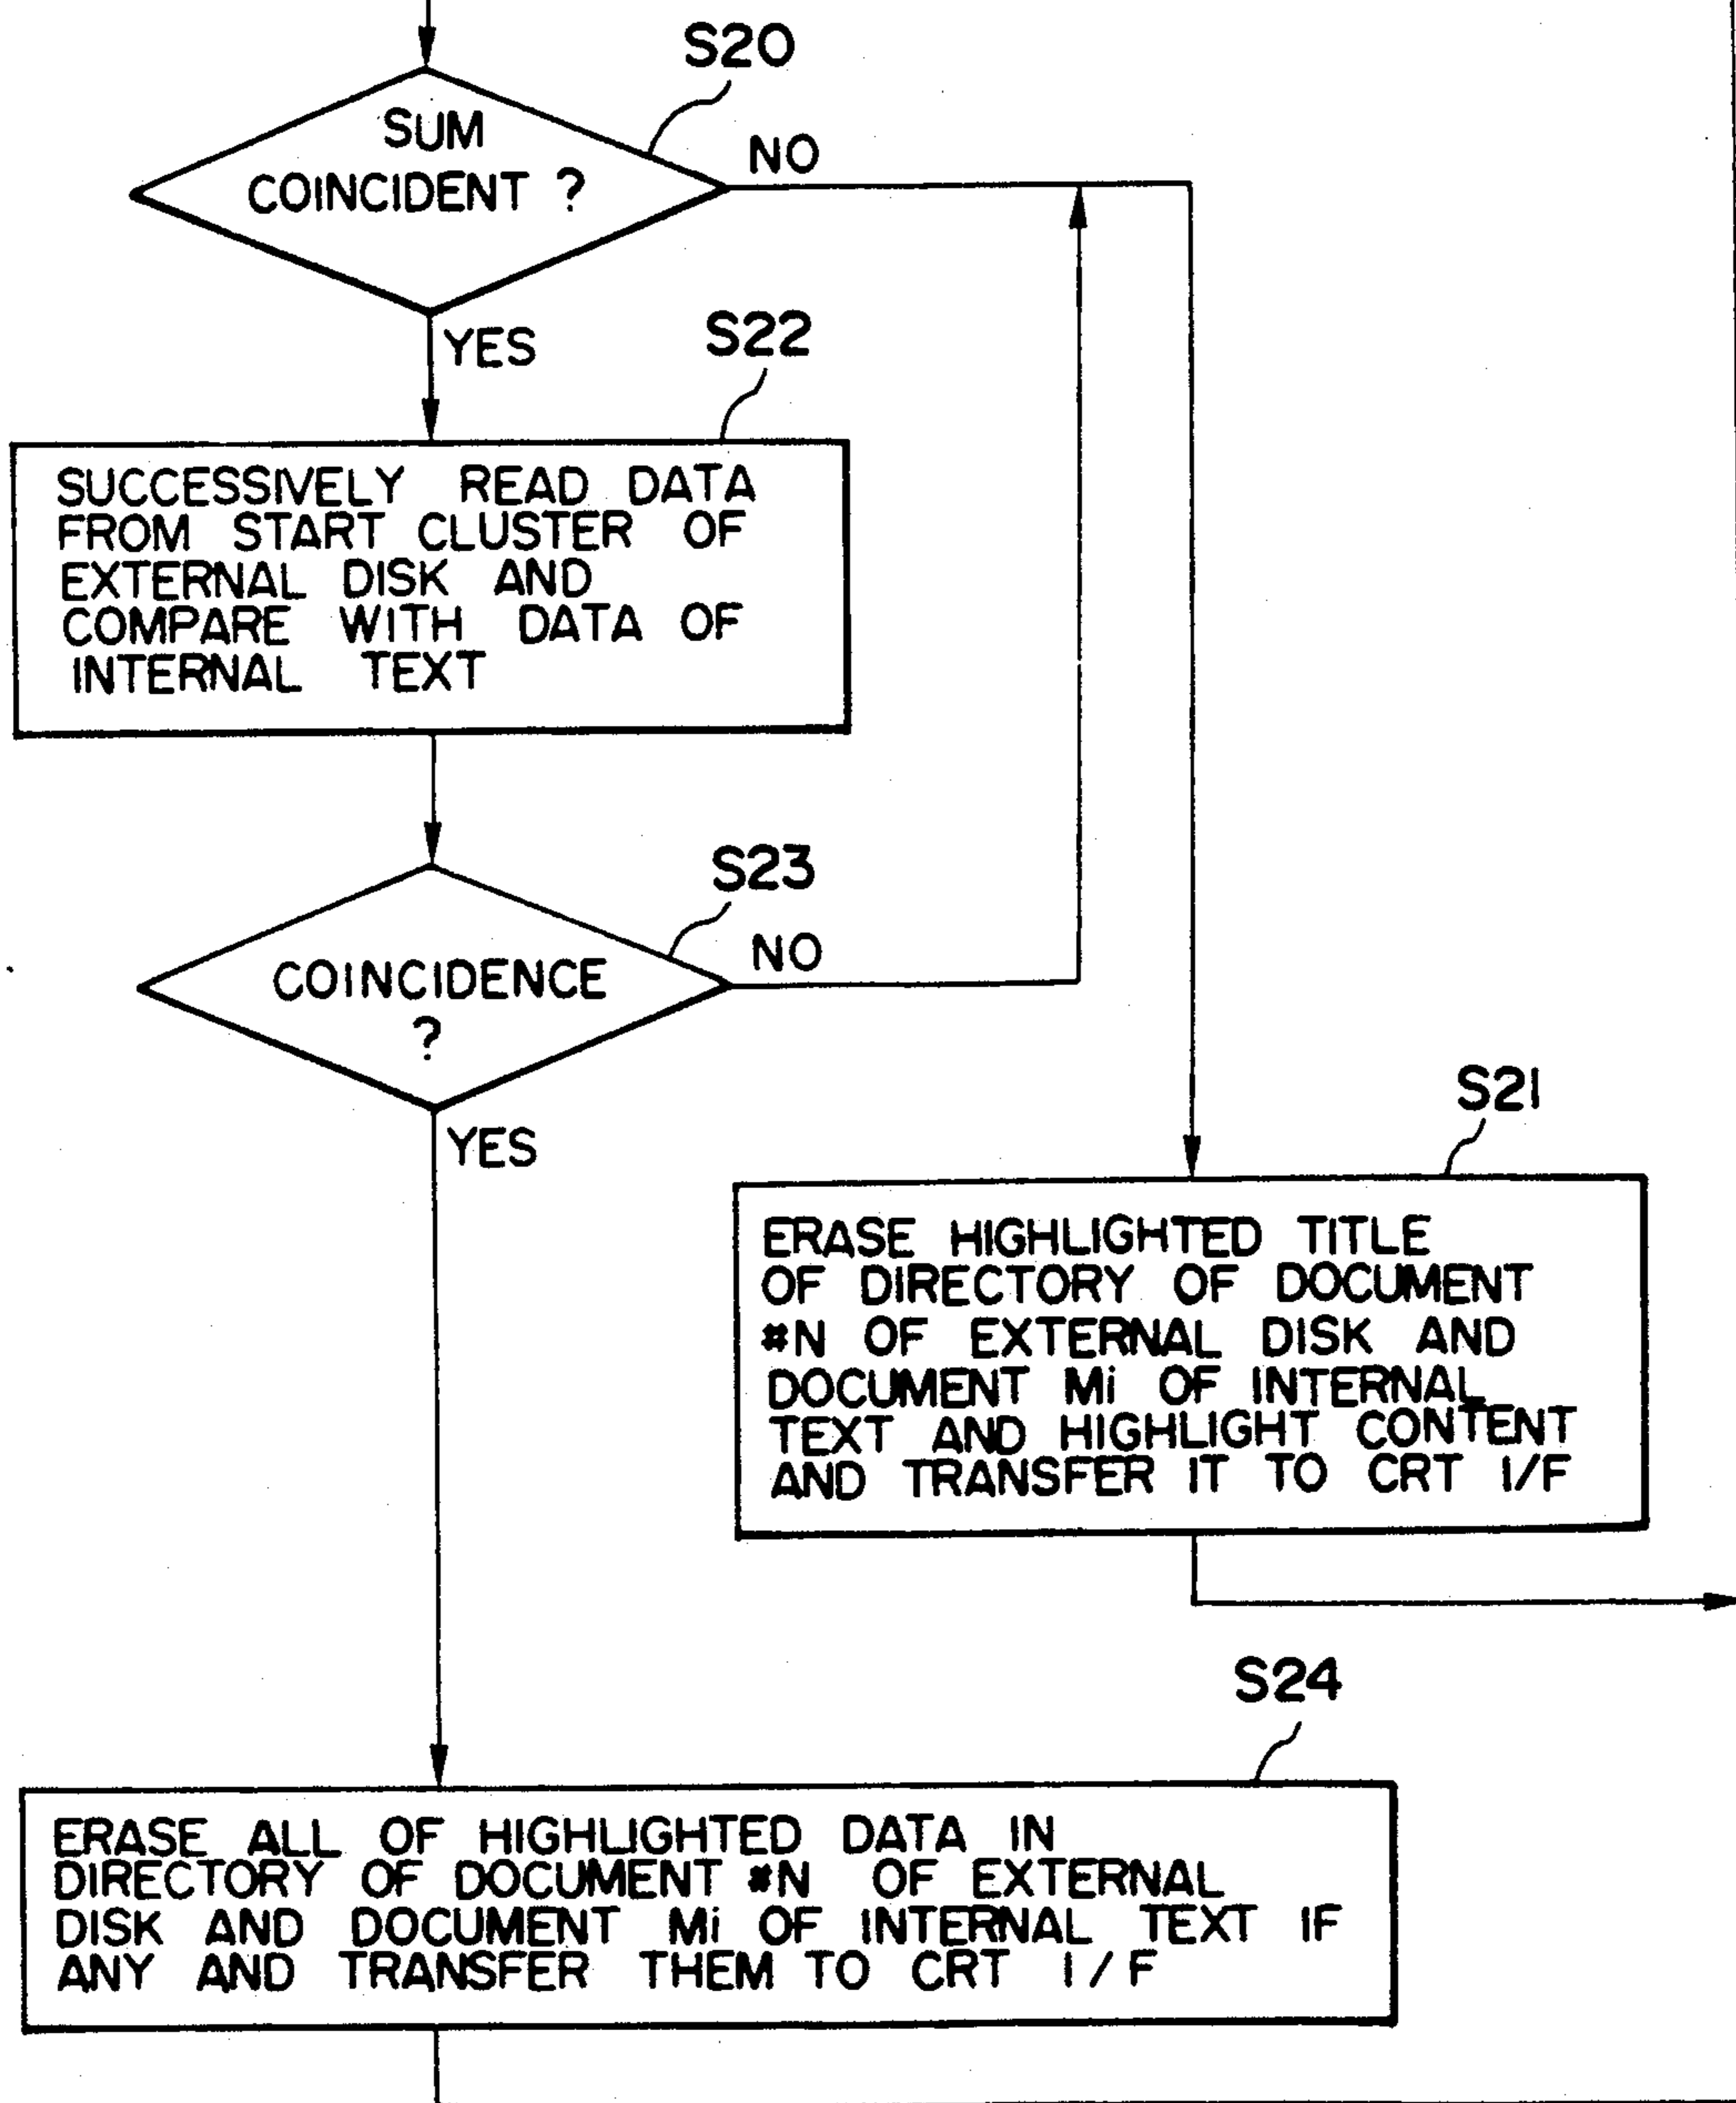 S20
SUM
COINCIDENT ?
NO
YES
S22
SUCCESSIVELY READ DATA
FROM START CLUSTER OF
EXTERNAL DISK AND
COMPARE WITH DATA OF
INTERNAL TEXT
S23
COINCIDENCE
?
NO
YES
S21
ERASE HIGHLIGHTED TITLE
OF DIRECTORY OF DOCUMENT
#N OF EXTERNAL DISK AND
DOCUMENT Mi OF INTERNAL
TEXT AND HIGHLIGHT CONTENT
AND TRANSFER IT TO CRT I/F
S24
ERASE ALL OF HIGHLIGHTED DATA IN
DIRECTORY OF DOCUMENT #N OF EXTERNAL
DISK AND DOCUMENT Mi OF INTERNAL TEXT IF
ANY AND TRANSFER THEM TO CRT I/F